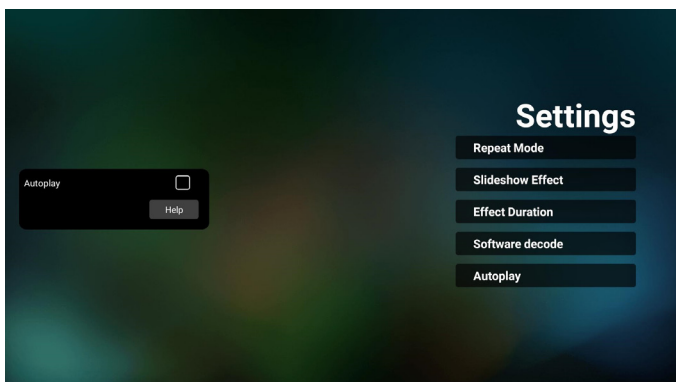 Settings
Repeat Mode
Slideshow Effect
Effect Duration
Software decode
Autoplay
Autoplay
Help